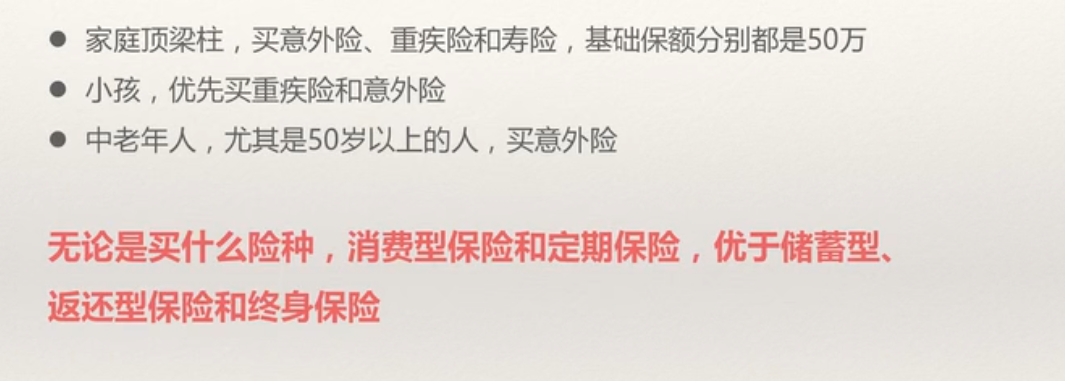 ● 家庭顶梁柱，买意外险、重疾险和寿险，基础保额分别都是50万
● 小孩，优先买重疾险和意外险
● 中老年人，尤其是50岁以上的人，买意外险
无论是买什么险种，消费型保险和定期保险，优于储蓄型、
返还型保险和终身保险